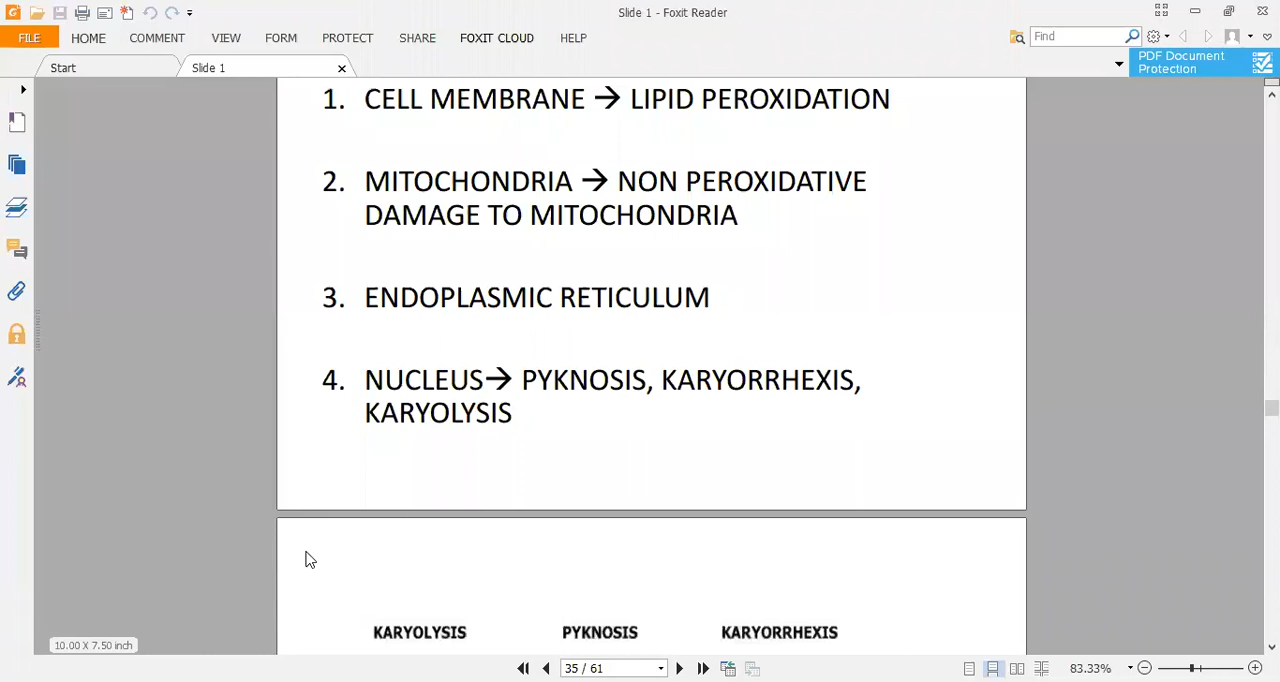 Slide 1 - Foxit Reader
FILE HOME COMMENT VIEW FORM PROTECT SHARE FOXIT CLOUD HELP Find
Start Slide 1 PDF Document Protection
1. CELL MEMBRANE → LIPID PEROXIDATION
2. MITOCHONDRIA → NON PEROXIDATIVE
DAMAGE TO MITOCHONDRIA
3. ENDOPLASMIC RETICULUM
4. NUCLEUS→ PYKNOSIS, KARYORRHEXIS,
KARYOLYSIS
KARYOLYSIS PYKNOSIS KARYORRHEXIS
10.00 X 7.50 inch
35 / 61 83.33%